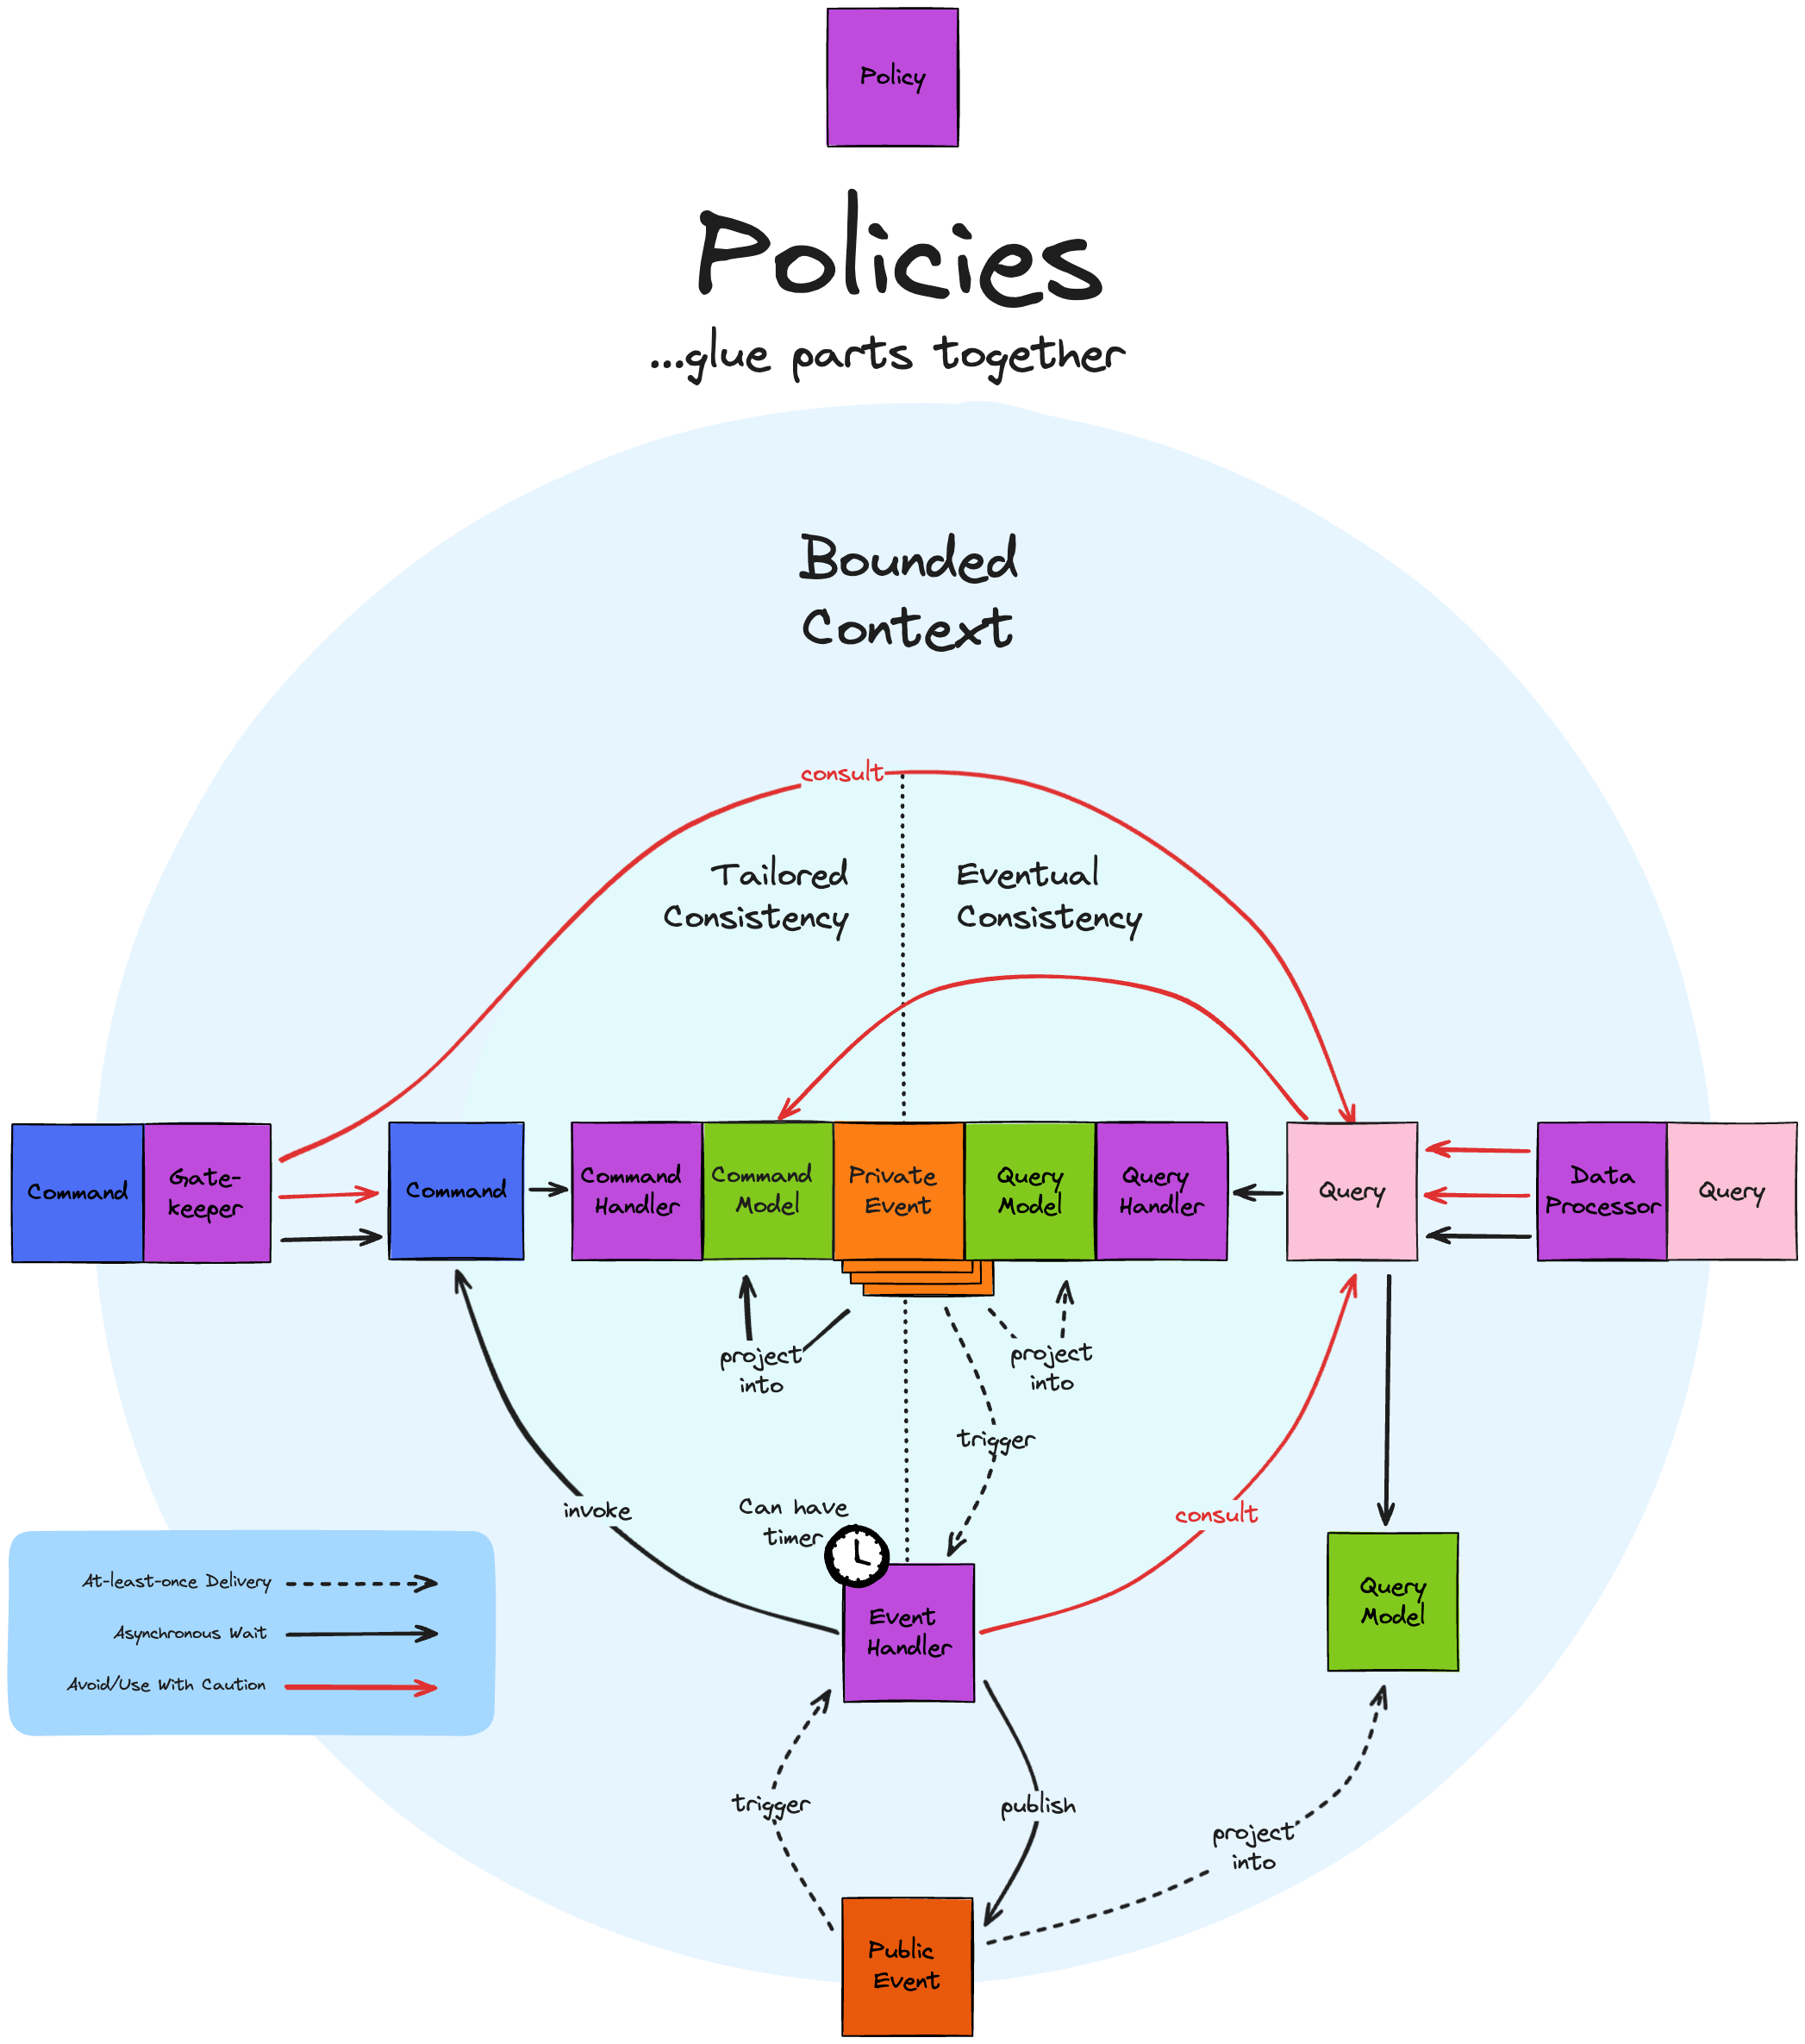 Policy
Policies
...glue parts together
Bounded
Context
consult
Tailored
Consistency
Eventual
Consistency
Command
Gate-
keeper
Command
Command
Handler
Command
Model
Private
Event
Query
Model
Query
Handler
Query
Data
Processor
Query
project
into
project
into
trigger
invoke
Can have
timer
consult
Event
Handler
Query
Model
At-least-once Delivery
Asynchronous Wait
Avoid/Use With Caution
trigger
publish
project
into
Public
Event